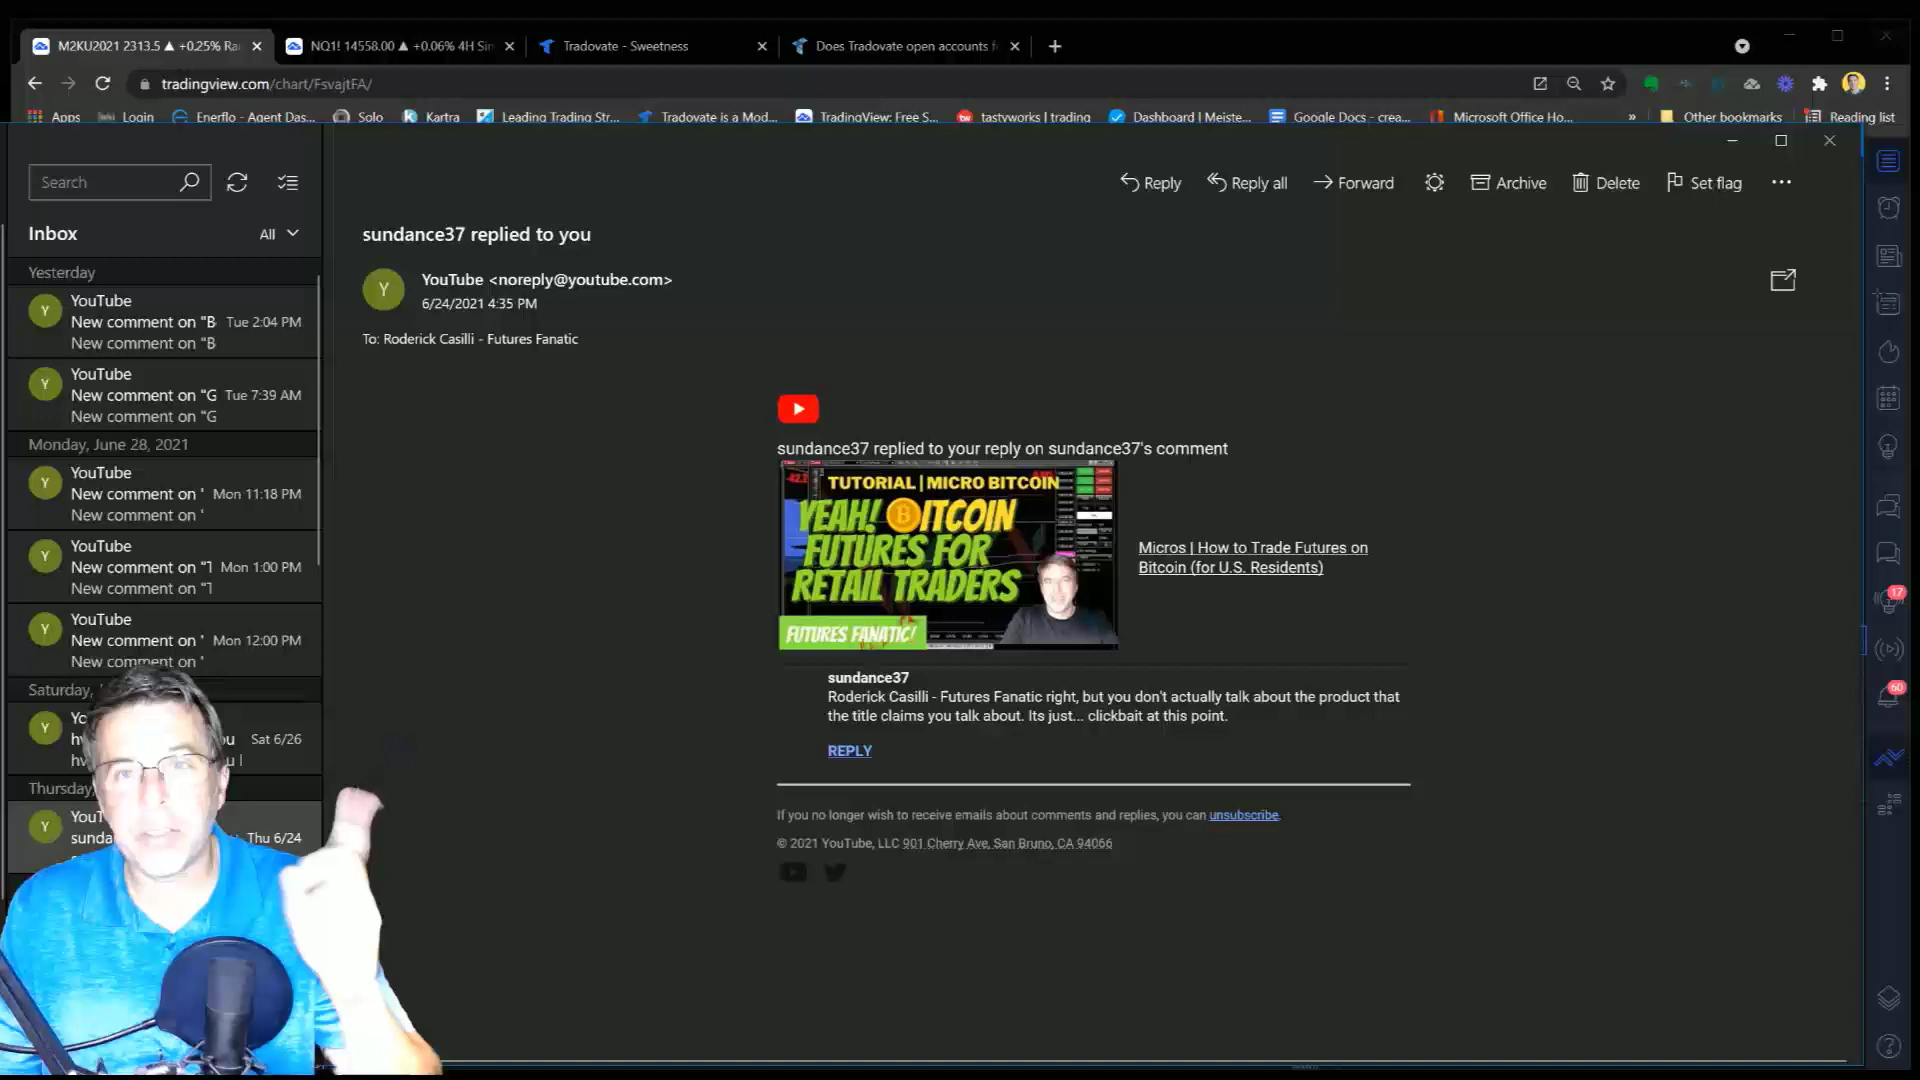 M2KU2021 2313.5 ▲ +0.25% Ra
NQ1! 14558.00 ▲ +0.06% 4H Sin
Tradovate - Sweetness
Does Tradovate open accounts f
tradingview.com/chart/FsvajtFA/
Apps
Login
Enerflo - Agent Das...
Solo
Kartra
Leading Trading Str...
Tradovate is a Mod...
TradingView: Free S...
tastyworks | trading
Dashboard | Meiste...
Google Docs - crea...
Microsoft Office Ho...
»
Other bookmarks
Reading list
Search
Reply
Reply all
Forward
Archive
Delete
Set flag
Inbox
All
sundance37 replied to you
Y
YouTube <noreply@youtube.com>
6/24/2021 4:35 PM
To: Roderick Casilli - Futures Fanatic
Yesterday
Y
YouTube
New comment on "B Tue 2:04 PM
New comment on "B
Y
YouTube
New comment on "G Tue 7:39 AM
New comment on "G
Monday, June 28, 2021
Y
YouTube
New comment on ' Mon 11:18 PM
New comment on '
Y
YouTube
New comment on "T Mon 1:00 PM
New comment on "T
Y
YouTube
New comment on ' Mon 12:00 PM
New comment on '
Saturday,
Y
Sat 6/26
Thursday,
Y
Thu 6/24
sundance37 replied to your reply on sundance37's comment
TUTORIAL | MICRO BITCOIN
YEAH! BITCOIN
FUTURES FOR
RETAIL TRADERS
FUTURES FANATIC!
Micros | How to Trade Futures on
Bitcoin (for U.S. Residents)
sundance37
Roderick Casilli - Futures Fanatic right, but you don't actually talk about the product that
the title claims you talk about. Its just... clickbait at this point.
REPLY
If you no longer wish to receive emails about comments and replies, you can unsubscribe.
© 2021 YouTube, LLC 901 Cherry Ave, San Bruno, CA 94066
17
60